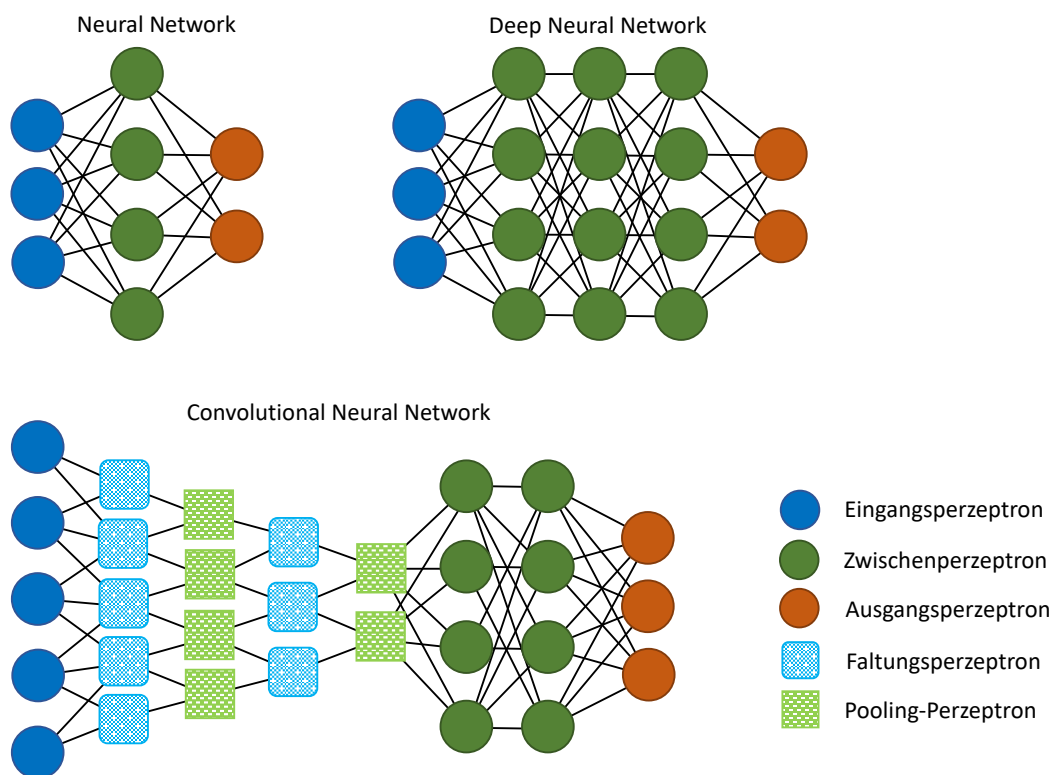 Neural Network
Deep Neural Network
Convolutional Neural Network
Eingangsperzeptron
Zwischenperzeptron
Ausgangsperzeptron
Faltungsperzeptron
Pooling-Perzeptron